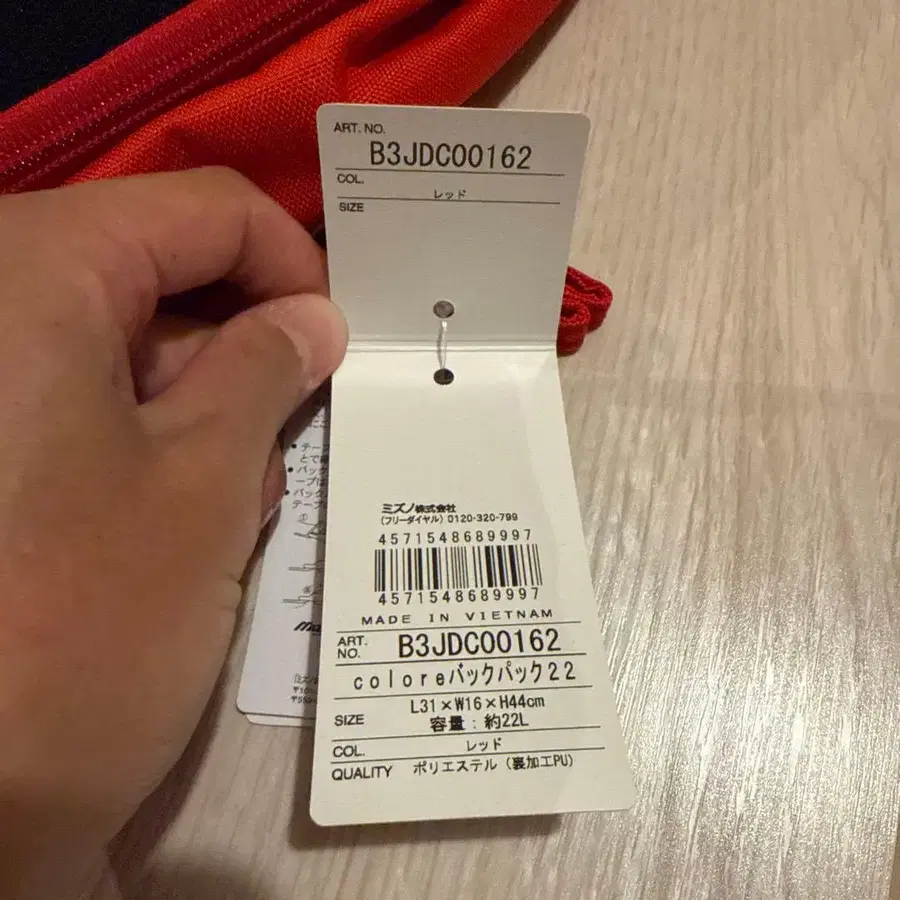 ART. NO.
B3JDC00162
COL.
レッド
SIZE
ミズノ株式会社
(フリーダイヤル) 0120-320-799
4571548689997
4571548689997
MADE IN VIETNAM
ART. NO.
B3JDC00162
coloreバックパック22
SIZE
L31×W16×H44cm
容量:約22L
COL.
レッド
QUALITY
ポリエステル(裏加工PU)